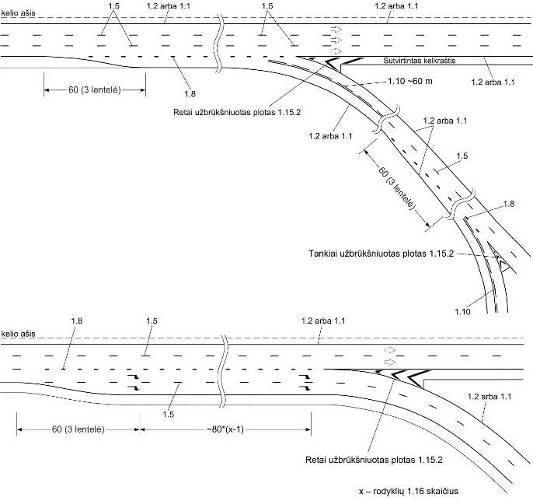 1.5 1.2 arba 1.1 1.5 1.2 arba 1.1
kelio ašis
Sutvirtintas kelkraštis
60 (3 lentelė) 1.8 1.10 ~60 m 1.2 arba 1.1
Retai užbrūkšniuotas plotas 1.15.2
1.2 arba 1.1 1.2 arba 1.1
1.5
60 (3 lentelė)
1.8
Tankiai užbrūkšniuotas plotas 1.15.2
1.10
1.8 1.5 1.2 arba 1.1
kelio ašis
1.5 1.2 arba 1.1
60 (3 lentelė) ~80*(x-1)
Retai užbrūkšniuotas plotas 1.15.2
x – rodyklių 1.16 skaičius